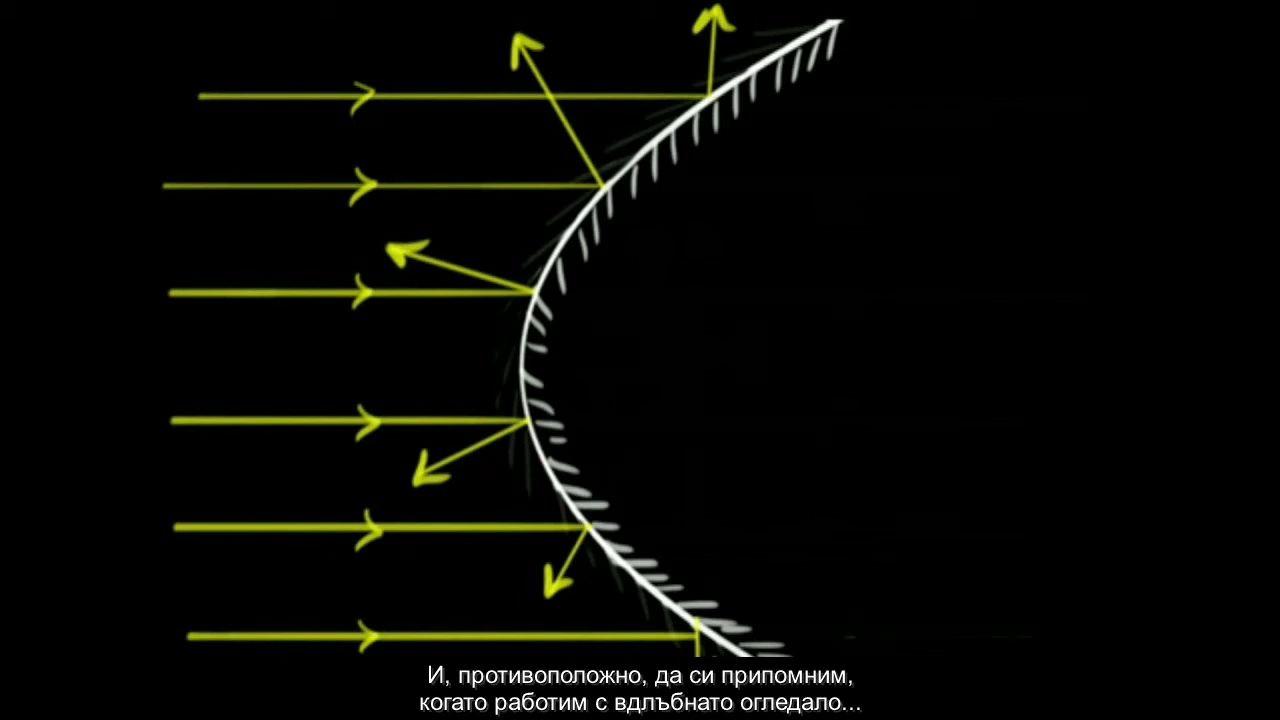 И, противоположно, да си припомним,
когато работим с вдлъбнато огледало...